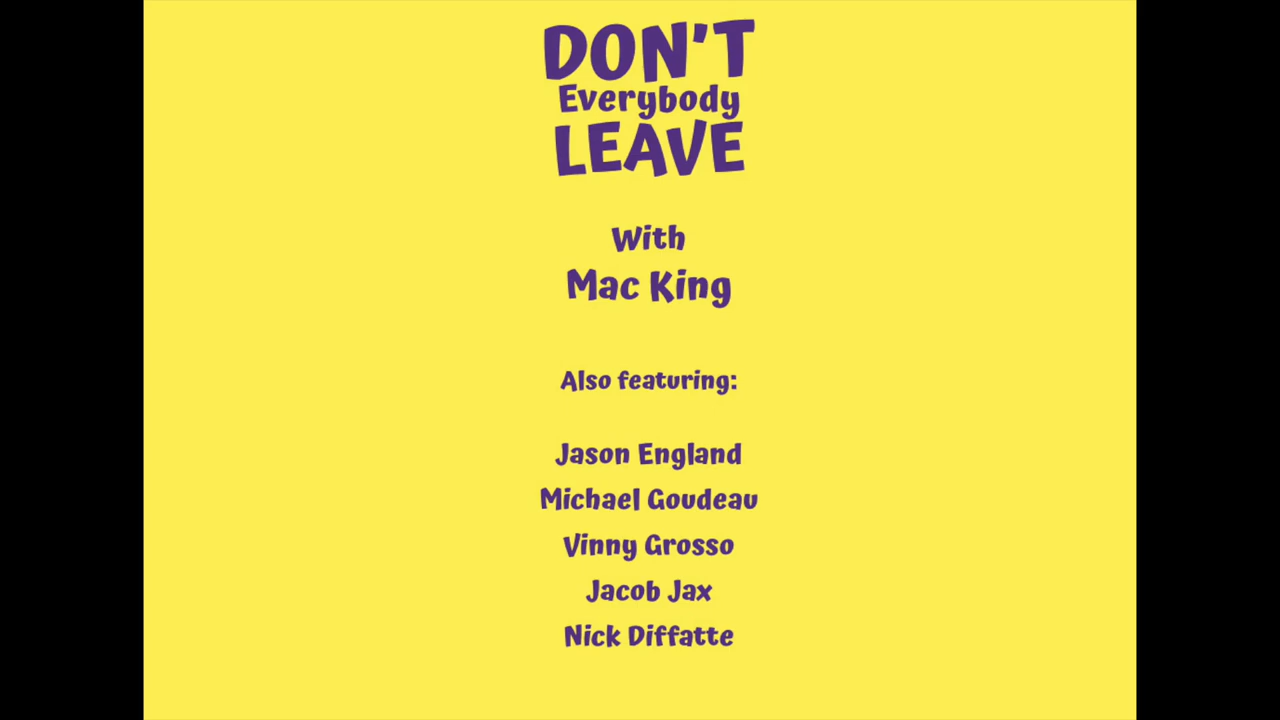 DON'T
Everybody
LEAVE
With
Mac King
Also featuring:
Jason England
Michael Goudeau
Vinny Grosso
Jacob Jax
Nick Diffatte